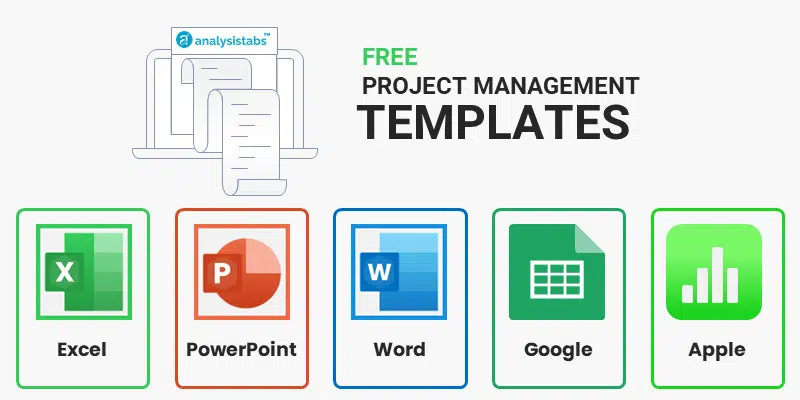 analysistabs™
FREE
PROJECT MANAGEMENT
TEMPLATES
X
P
W
Excel
PowerPoint
Word
Google
Apple